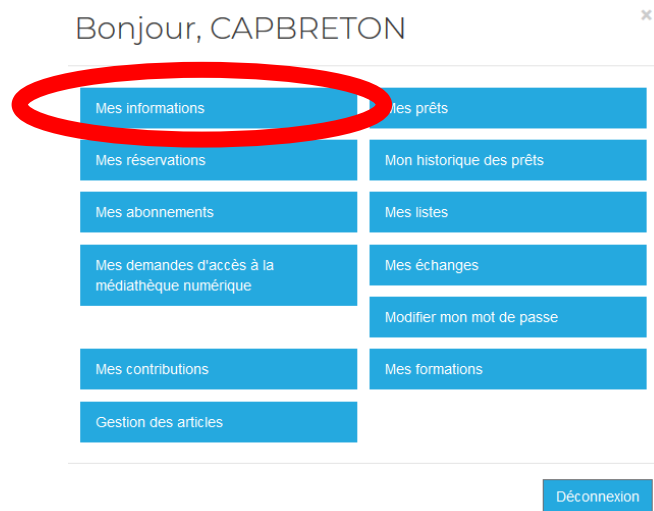 Bonjour, CAPBRETON
×
Mes informations
Mes prêts
Mes réservations
Mon historique des prêts
Mes abonnements
Mes listes
Mes demandes d'accès à la
médiathèque numérique
Mes échanges
Modifier mon mot de passe
Mes contributions
Mes formations
Gestion des articles
Déconnexion